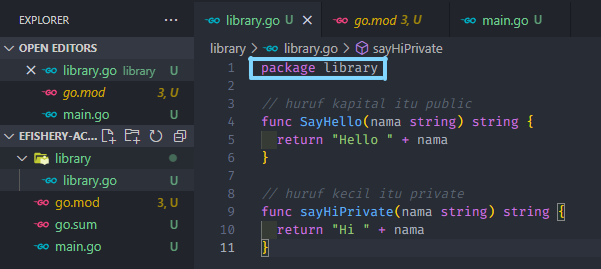 EXPLORER
library.go U
go.mod 3, U
main.go U
OPEN EDITORS
library > library.go > sayHiPrivate
library.go library U
go.mod 3, U
main.go U
EFISHERY-AC...
library
library.go U
go.mod 3, U
go.sum U
main.go U
1 package library
2
3 // huruf kapital itu public
4 func SayHello(nama string) string {
5 return "Hello " + nama
6 }
7
8 // huruf kecil itu private
9 func sayHiPrivate(nama string) string {
10 return "Hi " + nama
11 }